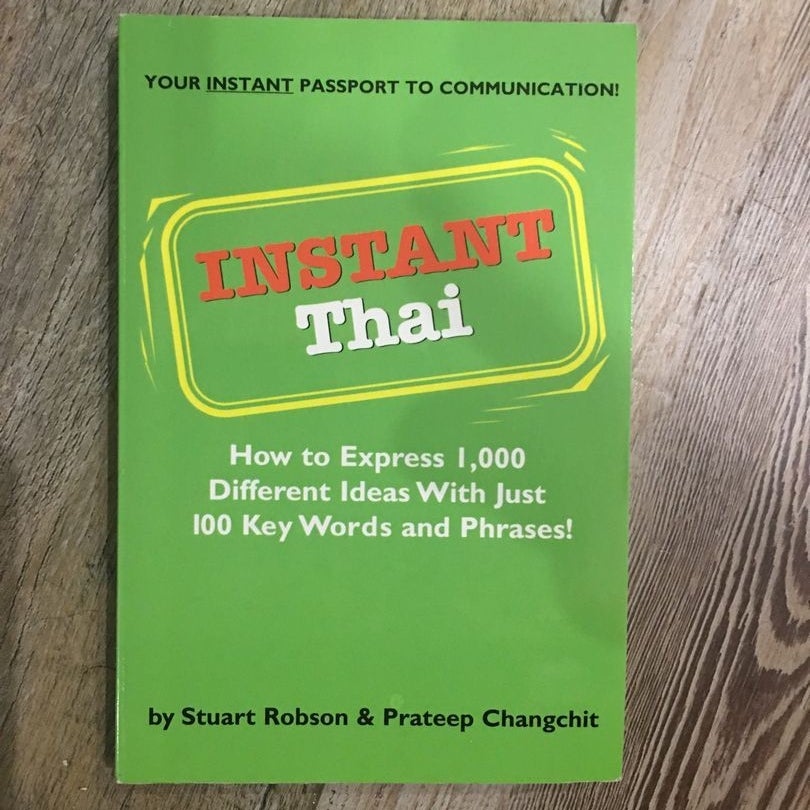 YOUR INSTANT PASSPORT TO COMMUNICATION!
INSTANT
Thai
How to Express 1,000
Different Ideas With Just
100 Key Words and Phrases!
by Stuart Robson & Prateep Changchit